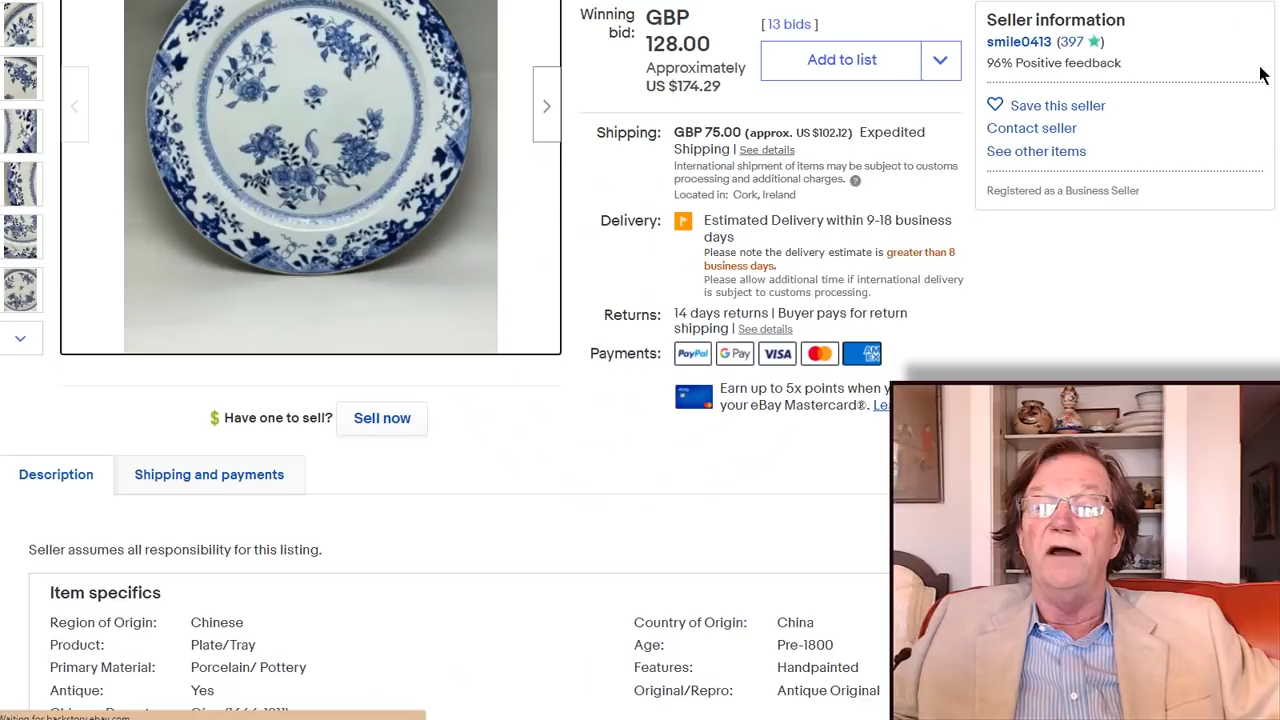 Winning
bid:
GBP
128.00
Approximately
US $174.29
[ 13 bids ]
Add to list
Shipping:
GBP 75.00 (approx. US $102.12) Expedited
Shipping | See details
International shipment of items may be subject to customs
processing and additional charges. ?
Located in: Cork, Ireland
Delivery:
Estimated Delivery within 9-18 business
days
Please note the delivery estimate is greater than 8
business days.
Please allow additional time if international delivery
is subject to customs processing.
Returns:
14 days returns | Buyer pays for return
shipping | See details
Payments:
PayPal
G Pay
VISA
AM
EX
Earn up to 5x points when y
your eBay Mastercard®. Le
Seller information
smile0413 (397 )
96% Positive feedback
Save this seller
Contact seller
See other items
Registered as a Business Seller
$ Have one to sell? Sell now
Description
Shipping and payments
Seller assumes all responsibility for this listing.
Item specifics
Region of Origin: Chinese
Country of Origin: China
Product: Plate/Tray
Age: Pre-1800
Primary Material: Porcelain/ Pottery
Features: Handpainted
Antique: Yes
Original/Repro: Antique Original